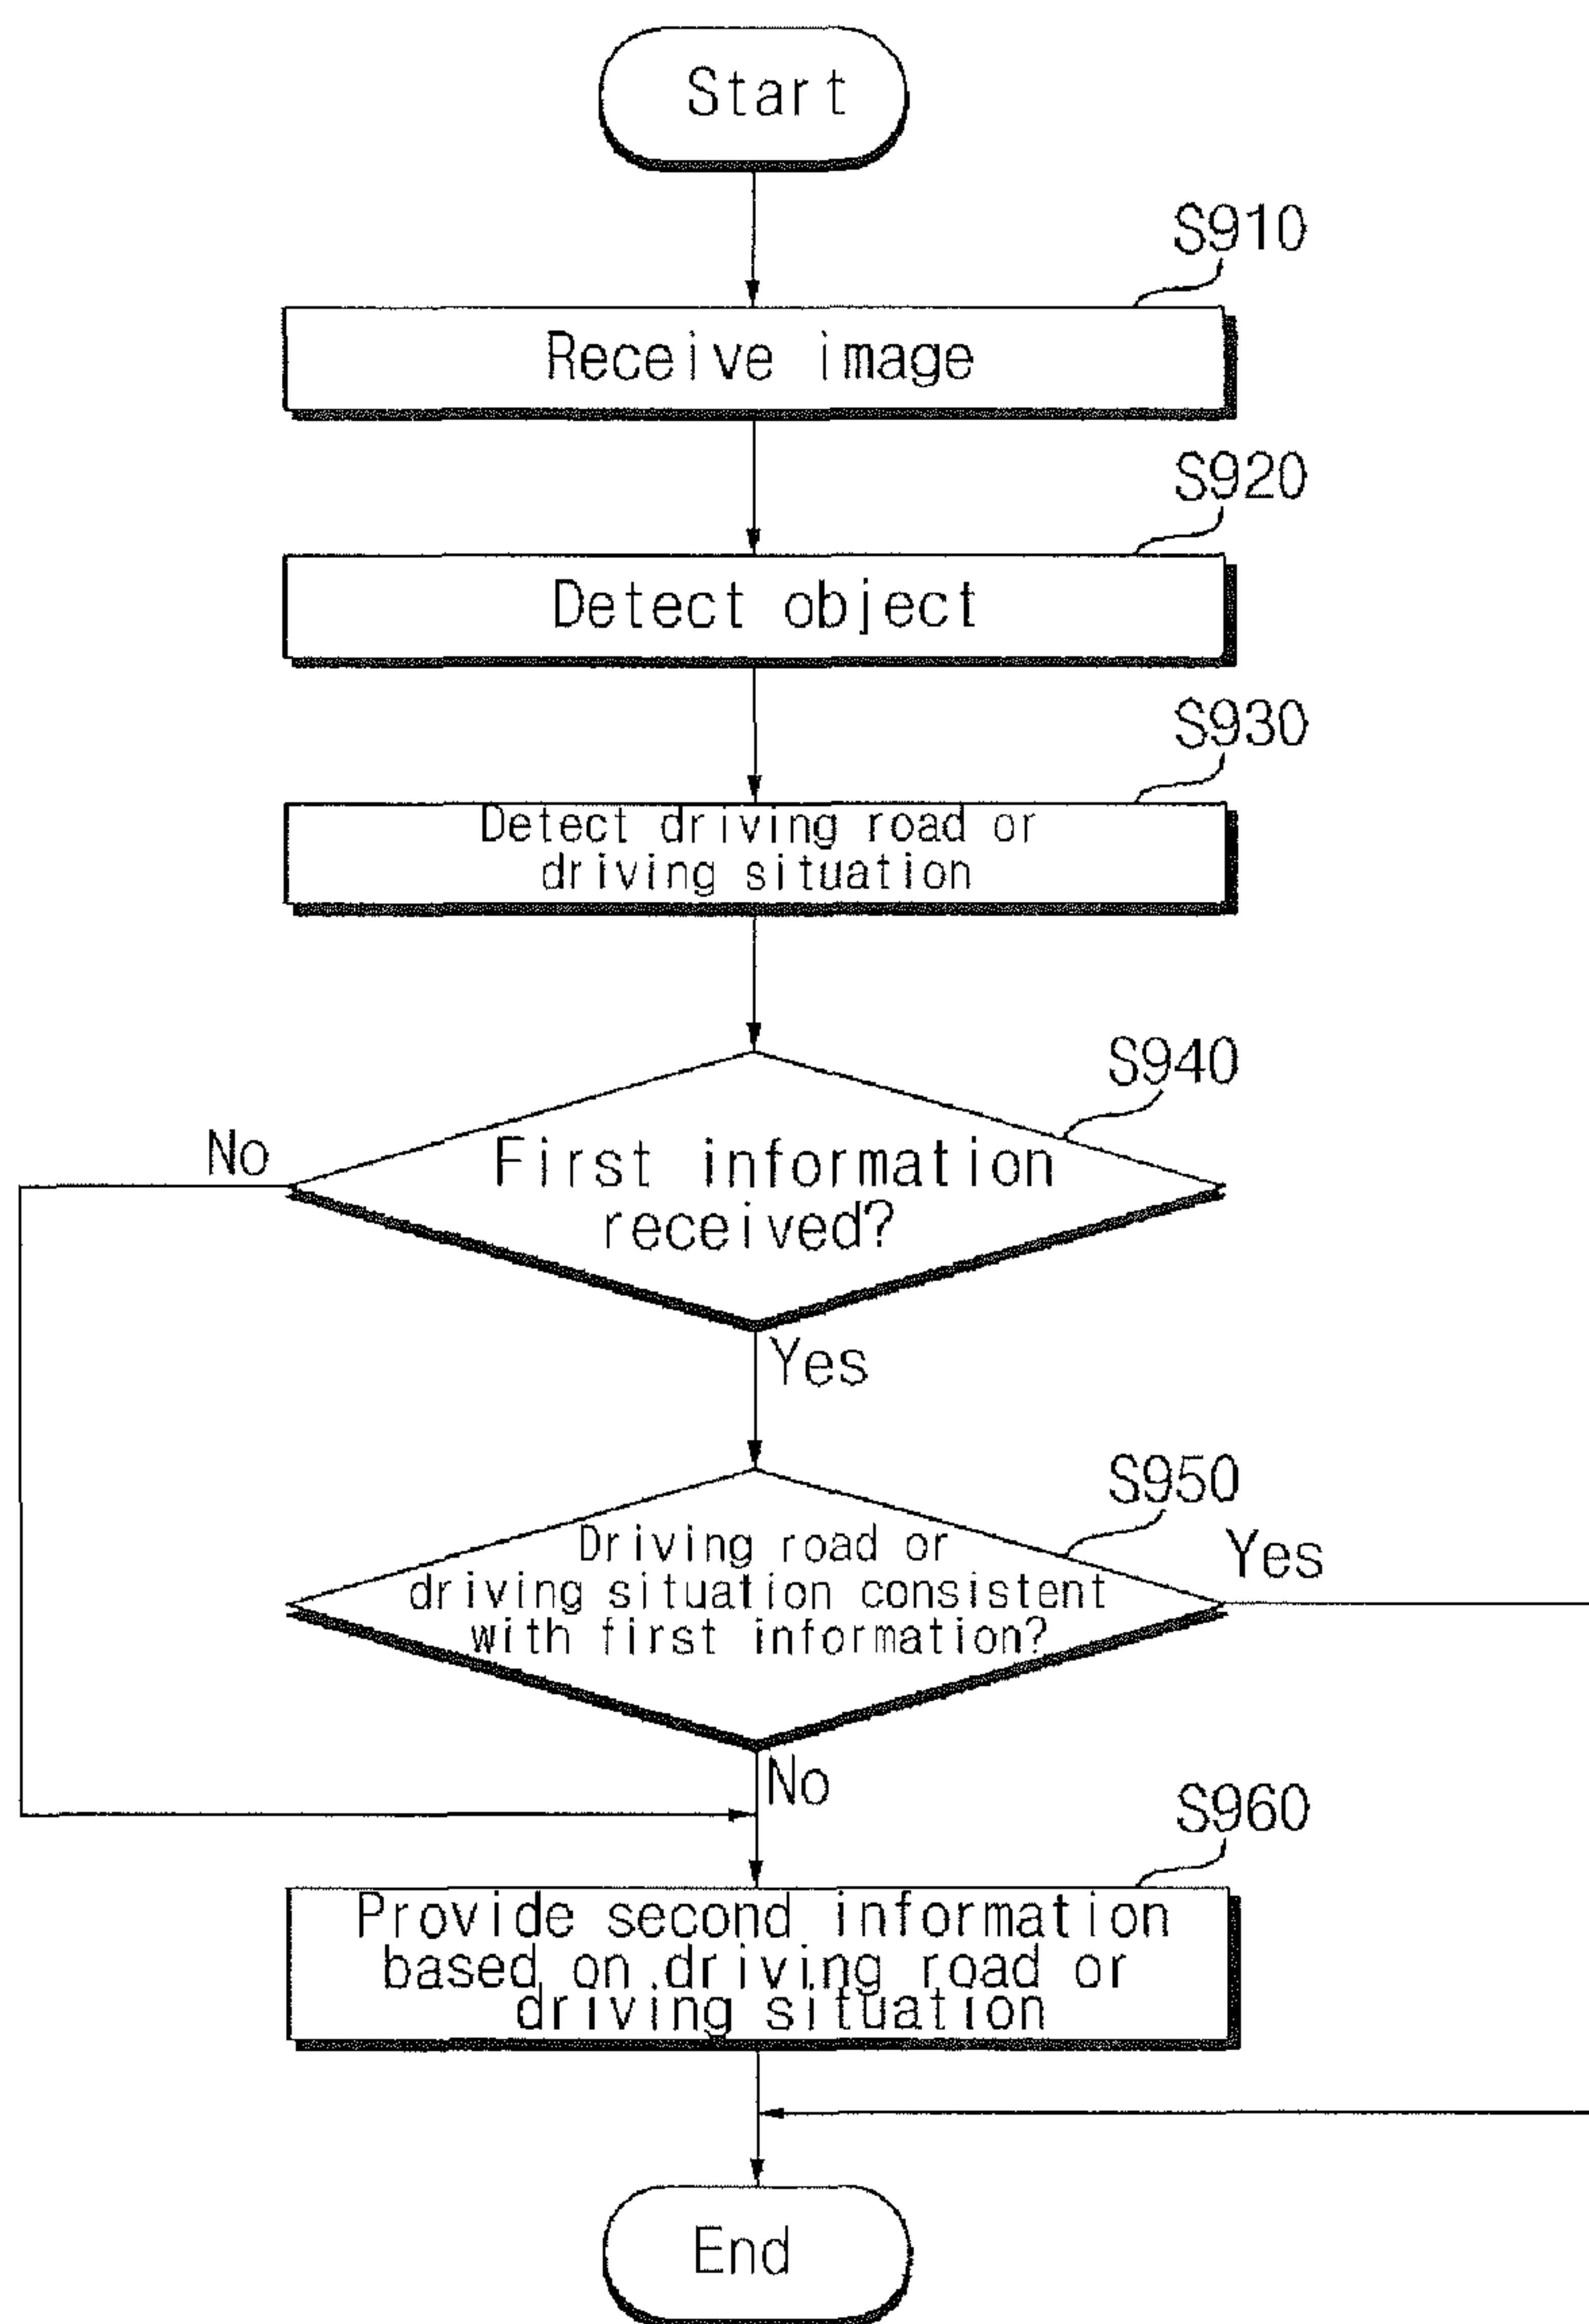 Start
S910
Receive image
S920
Detect object
S930
Detect driving road or
driving situation
S940
No
First information
received?
Yes
S950
Driving road or
driving situation consistent
with first information?
Yes
No
S960
Provide second information
based on driving road or
driving situation
End